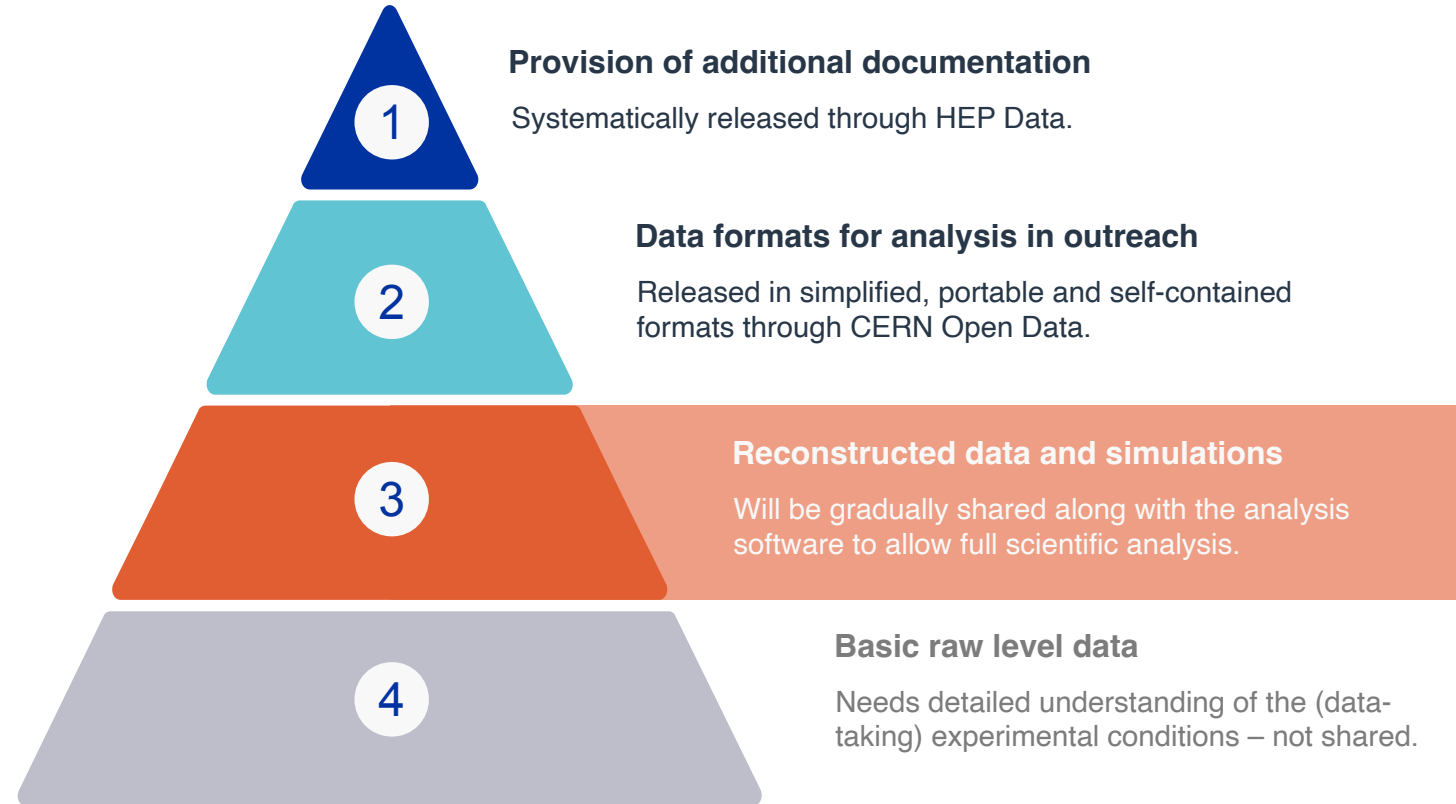 1
Provision of additional documentation
Systematically released through HEP Data.
2
Data formats for analysis in outreach
Released in simplified, portable and self-contained
formats through CERN Open Data.
3
Reconstructed data and simulations
Will be gradually shared along with the analysis
software to allow full scientific analysis.
4
Basic raw level data
Needs detailed understanding of the (data-
taking) experimental conditions – not shared.